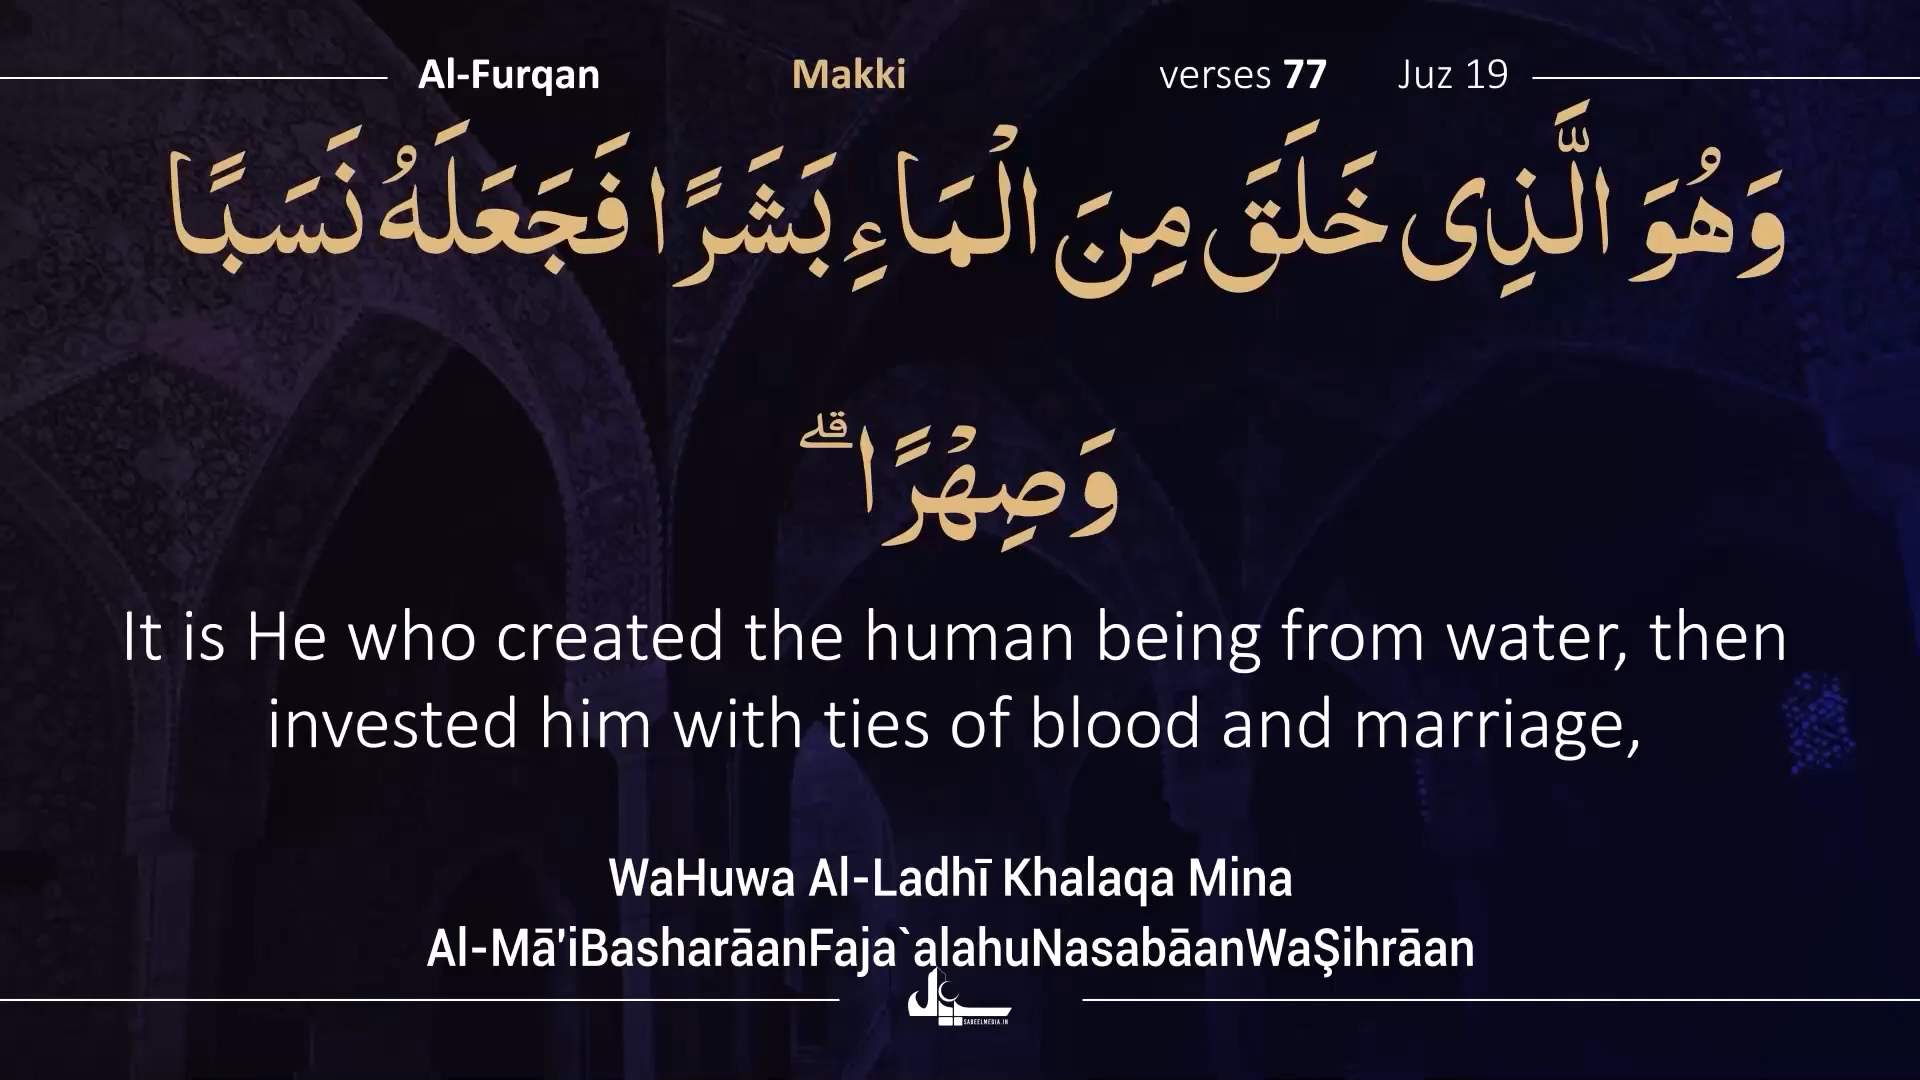 Al-Furqan Makki verses 77 Juz 19
وَهُوَ الَّذِی خَلَقَ مِنَ الْمَاءِ بَشَرًا فَجَعَلَهُ نَسَبًا
وَصِهْرًا ۗ
It is He who created the human being from water, then
invested him with ties of blood and marriage,
WaHuwa Al-Ladhī Khalaqa Mina
Al-Mā'iBasharāanFaja`alahuNasabāanWaŞihrāan
SABEELMEDIA.IN